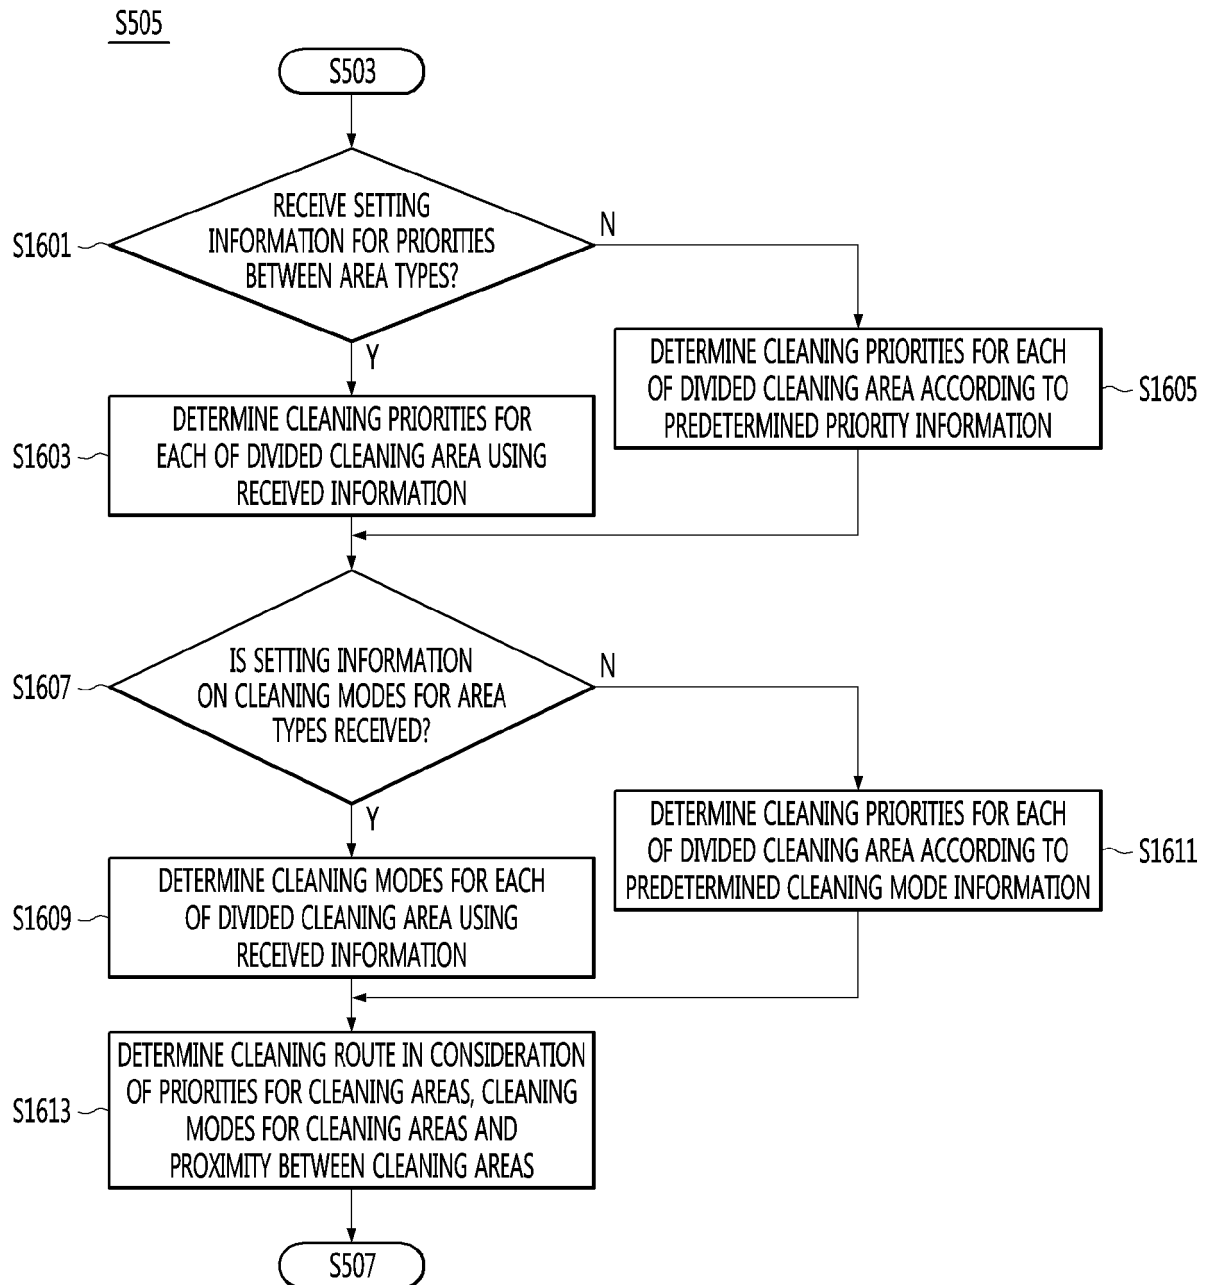 S505
S503
RECEIVE SETTING
INFORMATION FOR PRIORITIES
BETWEEN AREA TYPES?
S1601
N
Y
DETERMINE CLEANING PRIORITIES FOR EACH
OF DIVIDED CLEANING AREA ACCORDING TO
PREDETERMINED PRIORITY INFORMATION
S1605
DETERMINE CLEANING PRIORITIES FOR
EACH OF DIVIDED CLEANING AREA USING
RECEIVED INFORMATION
S1603
IS SETTING INFORMATION
ON CLEANING MODES FOR AREA
TYPES RECEIVED?
S1607
N
Y
DETERMINE CLEANING PRIORITIES FOR EACH
OF DIVIDED CLEANING AREA ACCORDING TO
PREDETERMINED CLEANING MODE INFORMATION
S1611
DETERMINE CLEANING MODES FOR EACH
OF DIVIDED CLEANING AREA USING
RECEIVED INFORMATION
S1609
DETERMINE CLEANING ROUTE IN CONSIDERATION
OF PRIORITIES FOR CLEANING AREAS, CLEANING
MODES FOR CLEANING AREAS AND
PROXIMITY BETWEEN CLEANING AREAS
S1613
S507